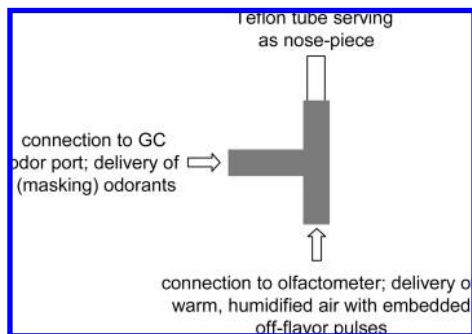 Teflon tube serving
as nose-piece
connection to GC
odor port; delivery of
(masking) odorants
connection to olfactometer; delivery o
warm, humidified air with embedded
off-flavor pulses